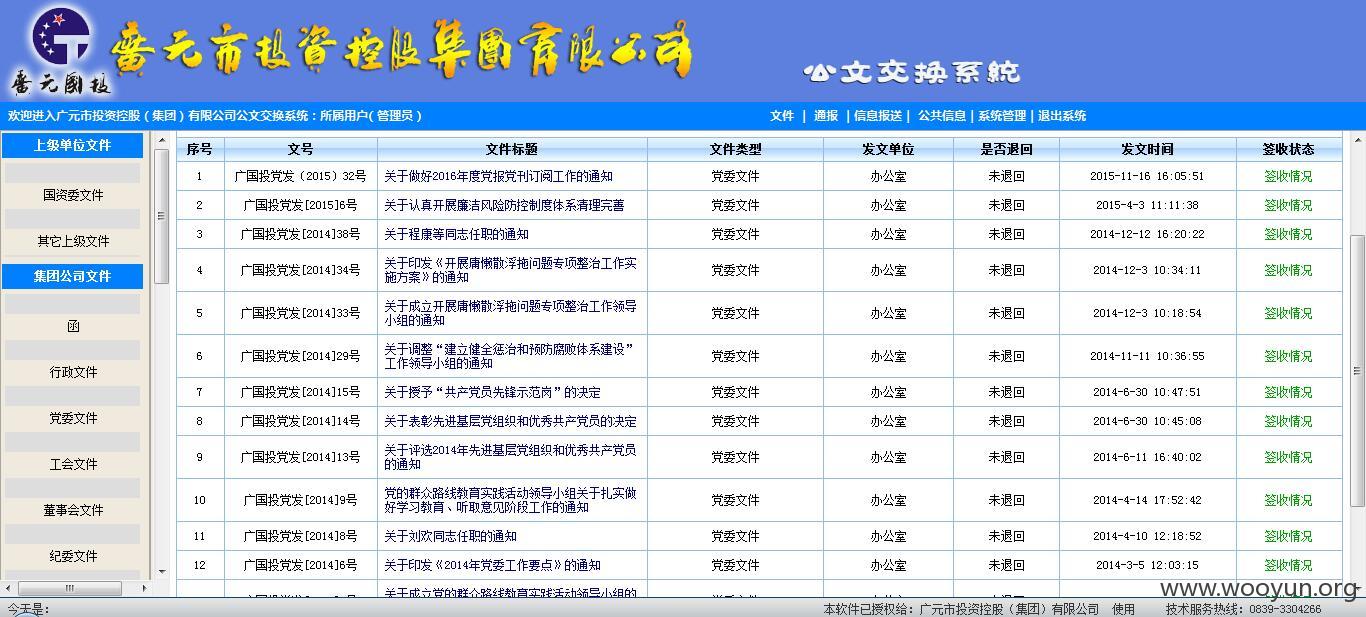 廣元國投
廣元市投資控股集團有限公司
公文交换系统
欢迎进入广元市投资控股（集团）有限公司公文交换系统：所属用户(管理员)
文件 | 通报 | 信息报送 | 公共信息 | 系统管理 | 退出系统
上级单位文件
国资委文件
其它上级文件
集团公司文件
函
行政文件
党委文件
工会文件
董事会文件
纪委文件
序号 文号 文件标题 文件类型 发文单位 是否退回 发文时间 签收状态
1 广国投党发（2015）32号 关于做好2016年度党报党刊订阅工作的通知 党委文件 办公室 未退回 2015-11-16 16:05:51 签收情况
2 广国投党发[2015]6号 关于认真开展廉洁风险防控制度体系清理完善 党委文件 办公室 未退回 2015-4-3 11:11:38 签收情况
3 广国投党发[2014]38号 关于程康等同志任职的通知 党委文件 办公室 未退回 2014-12-12 16:20:22 签收情况
4 广国投党发[2014]34号 关于印发《开展庸懒散浮拖问题专项整治工作实
施方案》的通知 党委文件 办公室 未退回 2014-12-3 10:34:11 签收情况
5 广国投党发[2014]33号 关于成立开展庸懒散浮拖问题专项整治工作领导
小组的通知 党委文件 办公室 未退回 2014-12-3 10:18:54 签收情况
6 广国投党发[2014]29号 关于调整“建立健全惩治和预防腐败体系建设”
工作领导小组的通知 党委文件 办公室 未退回 2014-11-11 10:36:55 签收情况
7 广国投党发[2014]15号 关于授予“共产党员先锋示范岗”的决定 党委文件 办公室 未退回 2014-6-30 10:47:51 签收情况
8 广国投党发[2014]14号 关于表彰先进基层党组织和优秀共产党员的决定 党委文件 办公室 未退回 2014-6-30 10:45:08 签收情况
9 广国投党发[2014]13号 关于评选2014年先进基层党组织和优秀共产党员
的通知 党委文件 办公室 未退回 2014-6-11 16:40:02 签收情况
10 广国投党发[2014]9号 党的群众路线教育实践活动领导小组关于扎实做
好学习教育、听取意见阶段工作的通知 党委文件 办公室 未退回 2014-4-14 17:52:42 签收情况
11 广国投党发[2014]8号 关于刘欢同志任职的通知 党委文件 办公室 未退回 2014-4-10 12:18:52 签收情况
12 广国投党发[2014]6号 关于印发《2014年党委工作要点》的通知 党委文件 办公室 未退回 2014-3-5 12:03:15 签收情况
关于成立党的群众路线教育实践活动领导小组的
www.wooyun.org
今天是：
本软件已授权给：广元市投资控股（集团）有限公司 使用 技术服务热线：0839-3304266